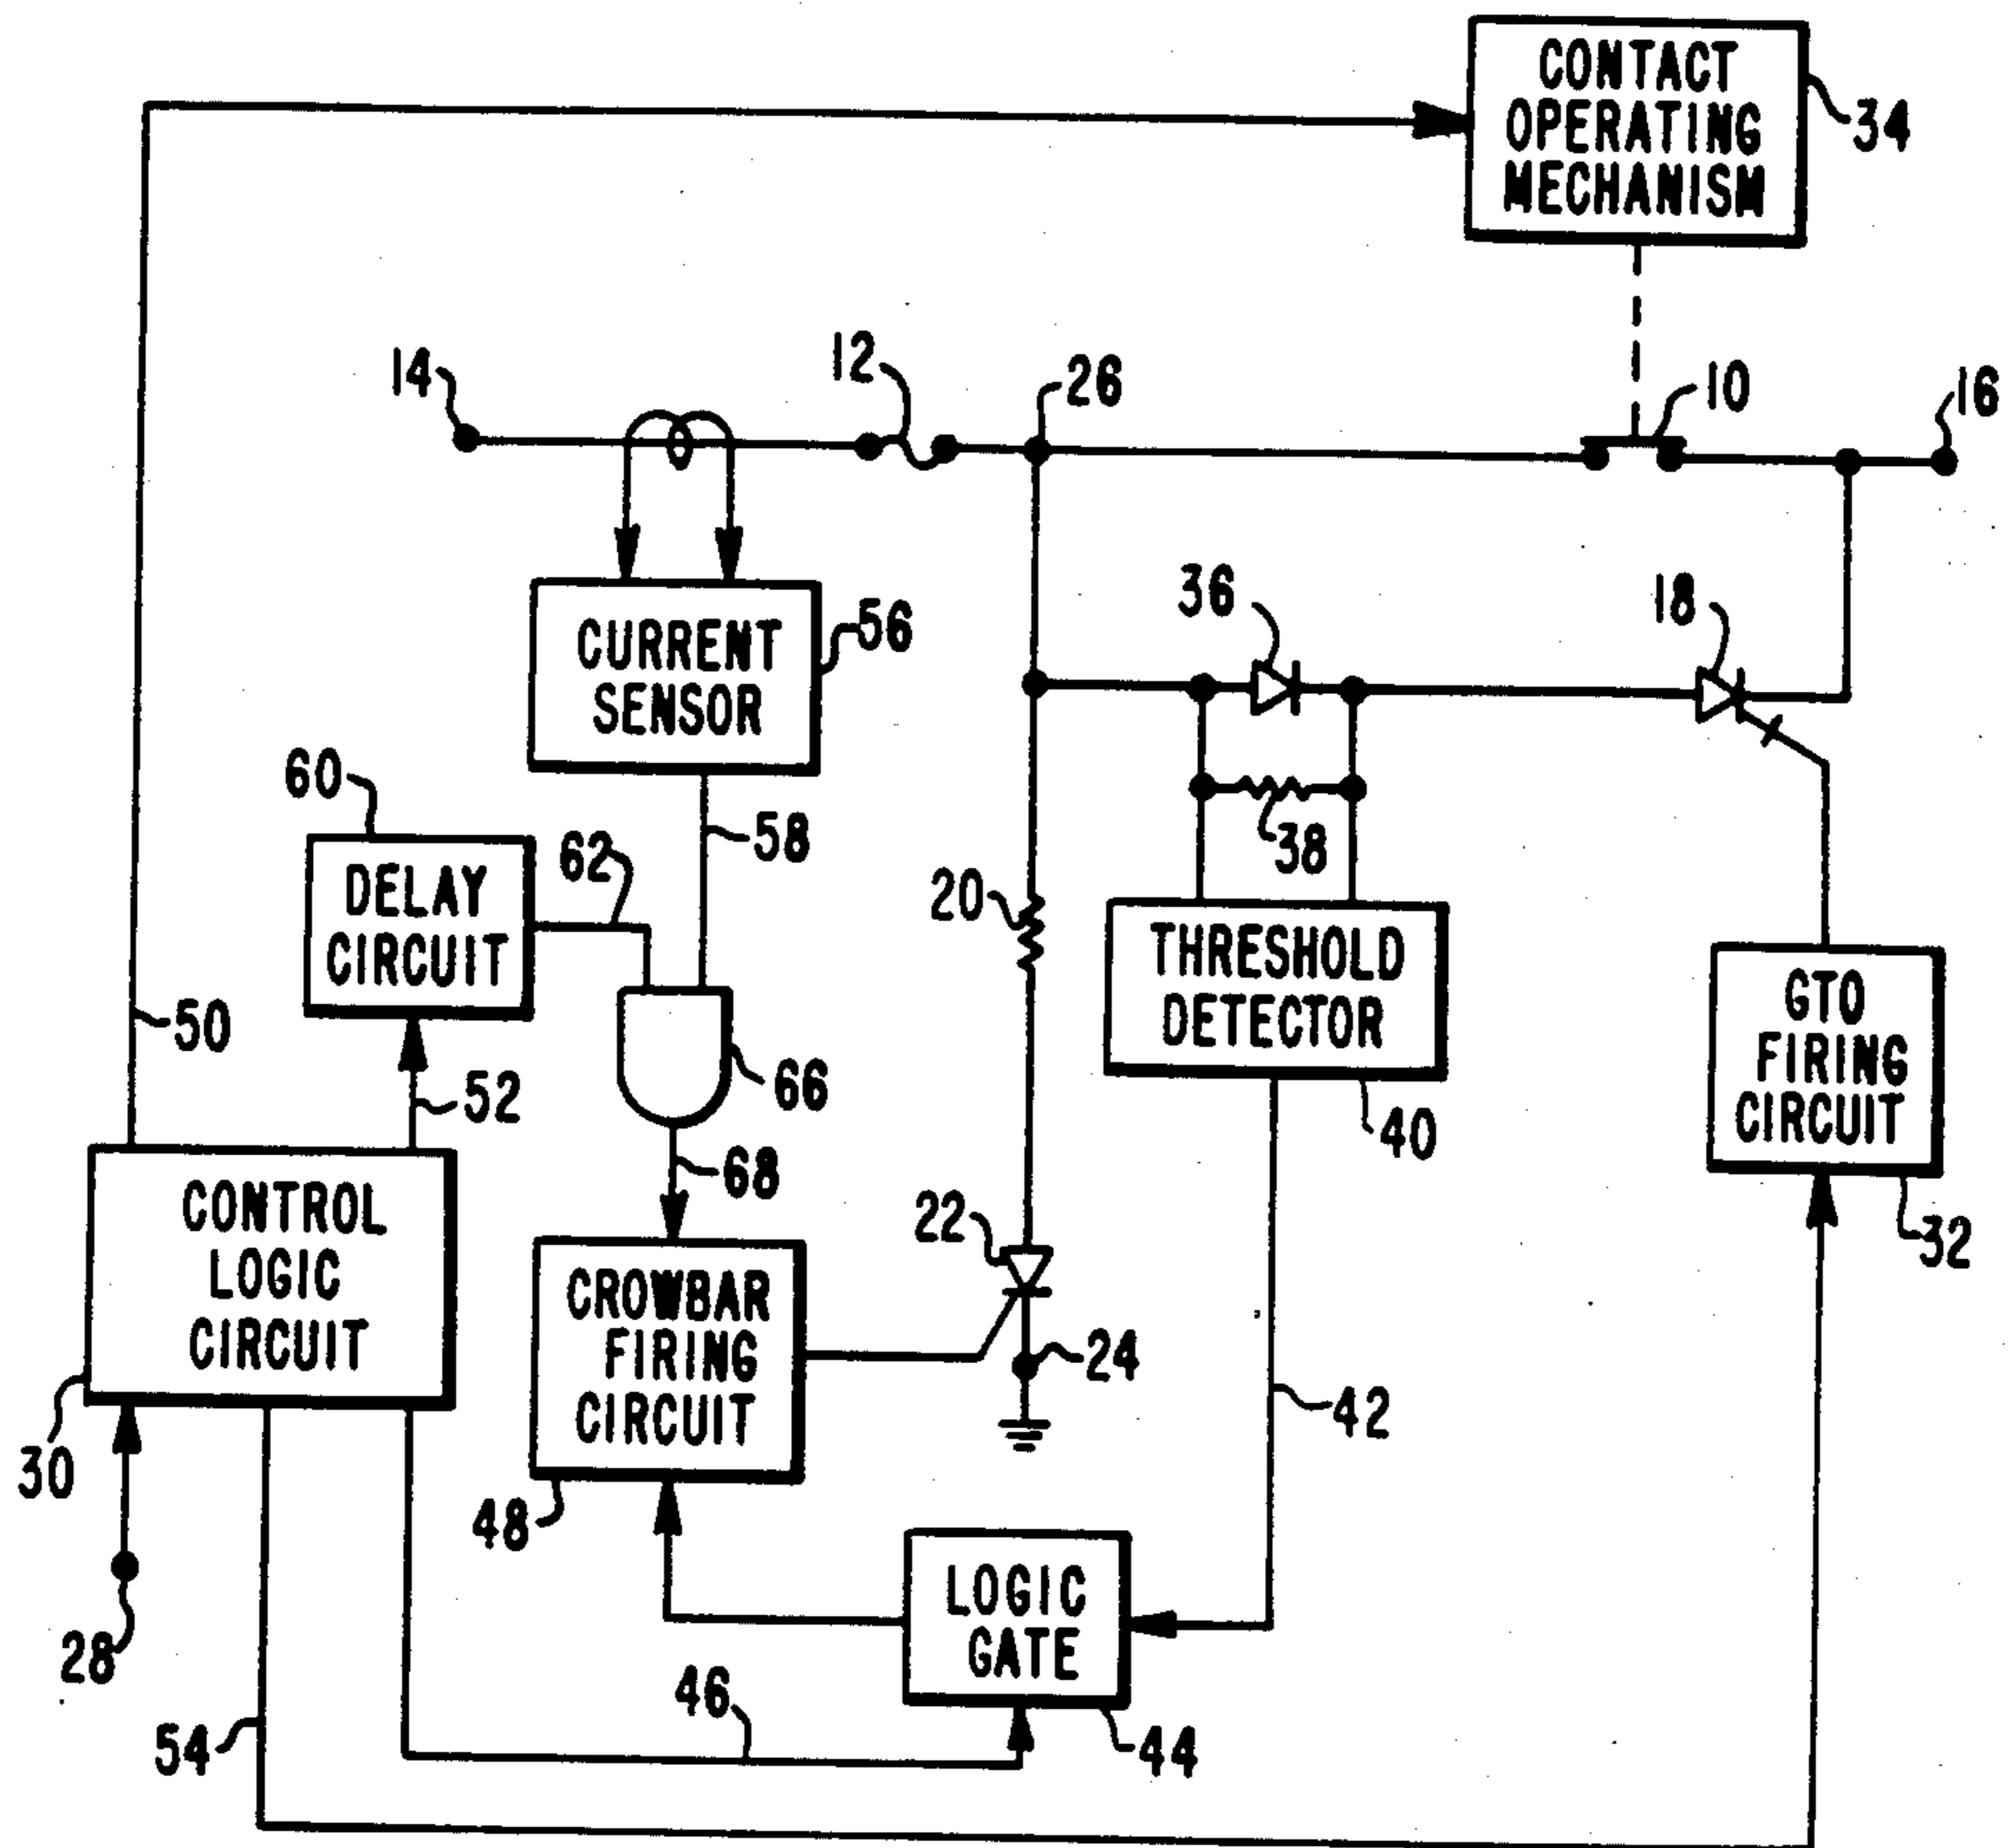 CONTACT
OPERATING
MECHANISM
34
14
12
26
10
16
CURRENT
SENSOR
56
36
18
60
62
58
38
DELAY
CIRCUIT
20
THRESHOLD
DETECTOR
GTO
FIRING
CIRCUIT
50
52
66
40
68
22
32
CONTROL
LOGIC
CIRCUIT
CROWBAR
FIRING
CIRCUIT
24
42
30
48
LOGIC
GATE
28
46
54
44